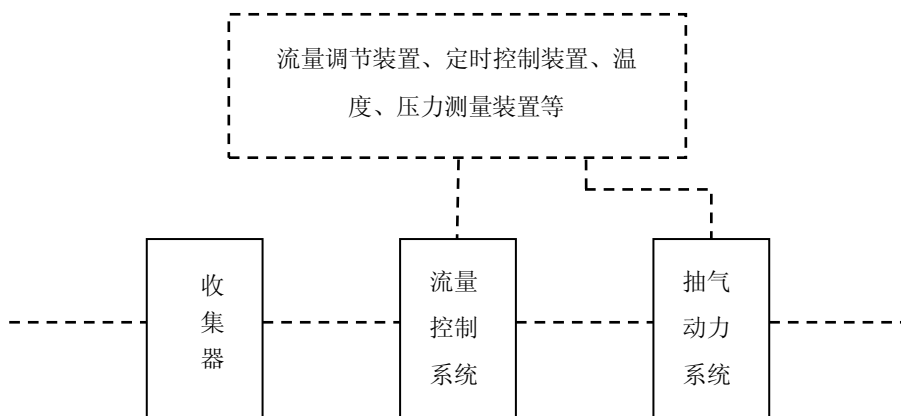 流量调节装置、定时控制装置、温
度、压力测量装置等
收
集
器
流量
控制
系统
抽气
动力
系统